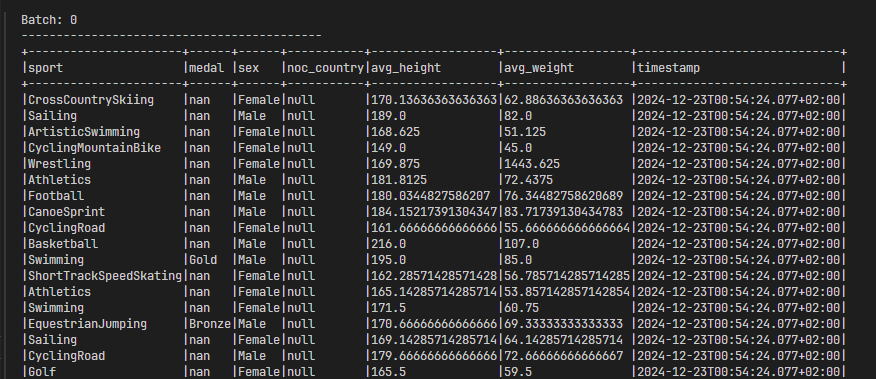 Batch: 0
-------------------------------------------
+----------------------+------+------+-----------+------------------+------------------+-----------------------------+
|sport                 |medal |sex   |noc_country|avg_height        |avg_weight        |timestamp                    |
+----------------------+------+------+-----------+------------------+------------------+-----------------------------+
|CrossCountrySkiing    |nan   |Female|null       |170.13636363636363|62.88636363636363 |2024-12-23T00:54:24.077+02:00|
|Sailing               |nan   |Male  |null       |189.0             |82.0              |2024-12-23T00:54:24.077+02:00|
|ArtisticSwimming      |nan   |Female|null       |168.625           |51.125            |2024-12-23T00:54:24.077+02:00|
|CyclingMountainBike   |nan   |Female|null       |149.0             |45.0              |2024-12-23T00:54:24.077+02:00|
|Wrestling             |nan   |Female|null       |169.875           |1443.625          |2024-12-23T00:54:24.077+02:00|
|Athletics             |nan   |Male  |null       |181.8125          |72.4375           |2024-12-23T00:54:24.077+02:00|
|Football              |nan   |Male  |null       |180.0344827586207 |76.34482758620689 |2024-12-23T00:54:24.077+02:00|
|CanoeSprint           |nan   |Male  |null       |184.15217391304347|83.71739130434783 |2024-12-23T00:54:24.077+02:00|
|CyclingRoad           |nan   |Female|null       |161.66666666666666|55.666666666666664|2024-12-23T00:54:24.077+02:00|
|Basketball            |nan   |Male  |null       |216.0             |107.0             |2024-12-23T00:54:24.077+02:00|
|Swimming              |Gold  |Male  |null       |195.0             |85.0              |2024-12-23T00:54:24.077+02:00|
|ShortTrackSpeedSkating|nan   |Female|null       |162.28571428571428|56.785714285714285|2024-12-23T00:54:24.077+02:00|
|Athletics             |nan   |Female|null       |165.14285714285714|53.857142857142854|2024-12-23T00:54:24.077+02:00|
|Swimming              |nan   |Female|null       |171.5             |60.75             |2024-12-23T00:54:24.077+02:00|
|EquestrianJumping     |Bronze|Male  |null       |170.66666666666666|69.33333333333333 |2024-12-23T00:54:24.077+02:00|
|Sailing               |nan   |Female|null       |169.14285714285714|64.14285714285714 |2024-12-23T00:54:24.077+02:00|
|CyclingRoad           |nan   |Male  |null       |179.66666666666666|72.66666666666667 |2024-12-23T00:54:24.077+02:00|
|Golf                  |nan   |Female|null       |165.5             |59.5              |2024-12-23T00:54:24.077+02:00|